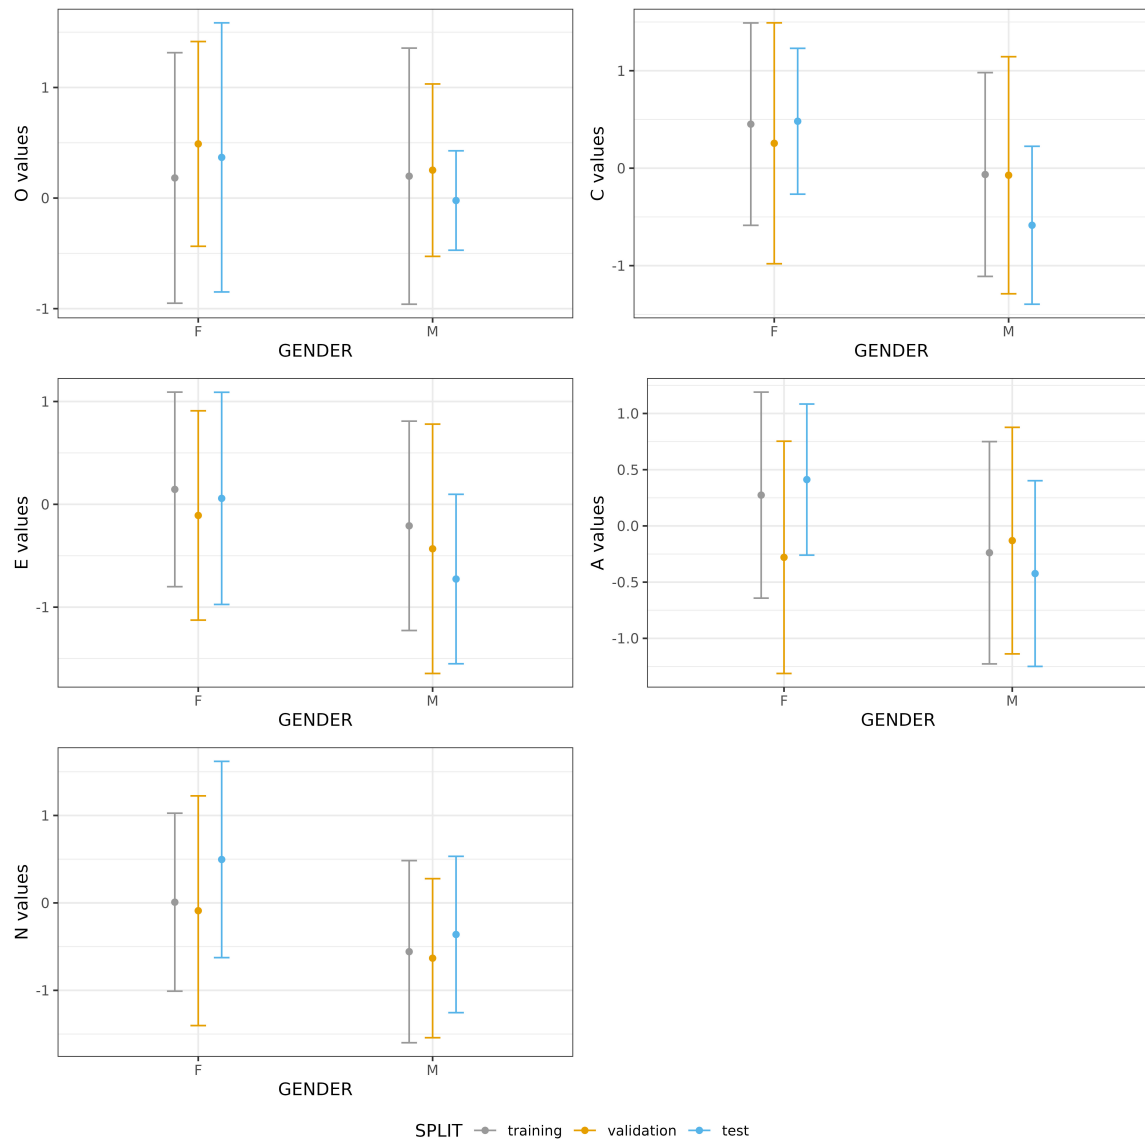 O values
1
0
-1
F M
GENDER
C values
1
0
-1
F M
GENDER
E values
1
0
-1
F M
GENDER
A values
1.0
0.5
0.0
-0.5
-1.0
F M
GENDER
N values
1
0
-1
F M
GENDER
SPLIT training validation test